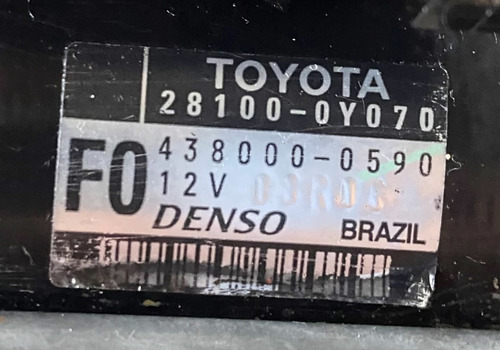 TOYOTA
28100-0Y070
F0
438000-0590
12V
DENSO
BRAZIL